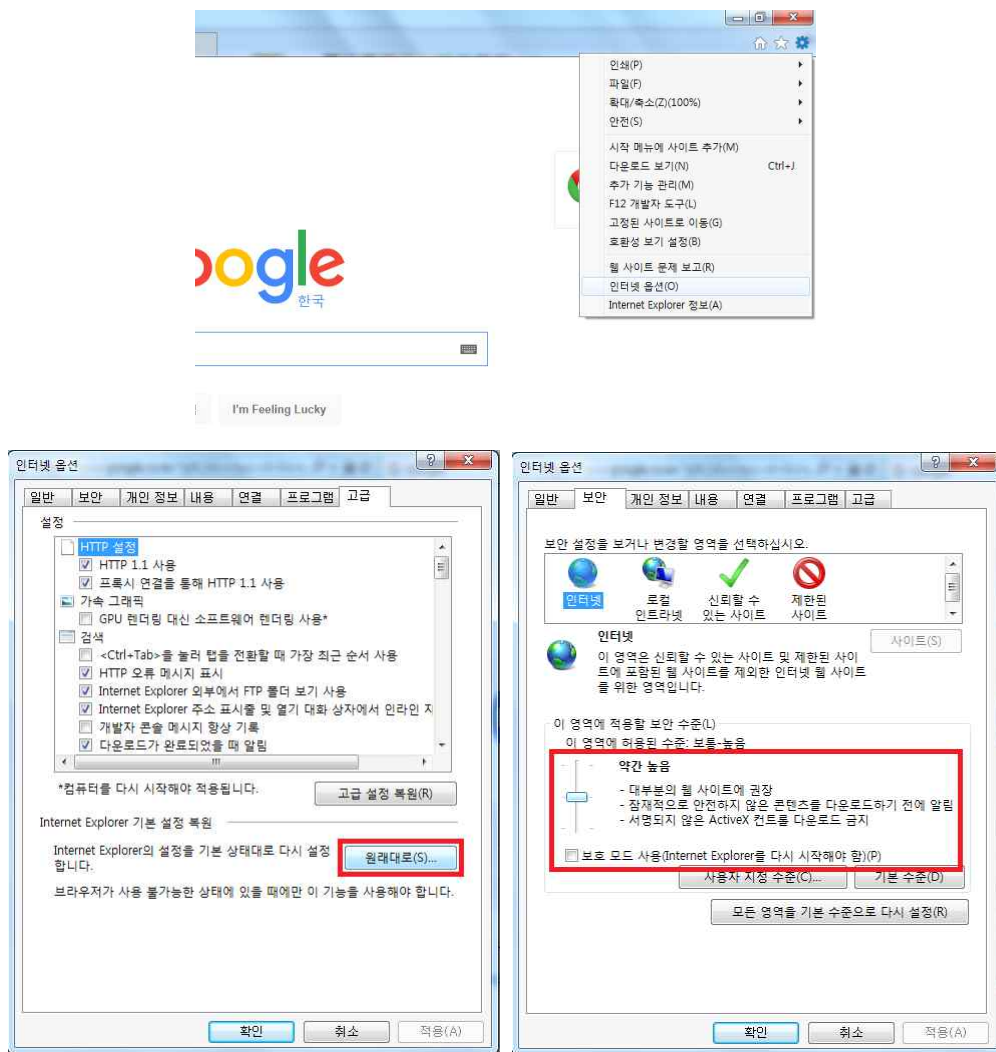 인쇄(P)
파일(F)
확대/축소(Z)(100%)
안전(S)
시작 메뉴에 사이트 추가(M)
다운로드 보기(N) Ctrl+J
추가 기능 관리(M)
F12 개발자 도구(L)
고정된 사이트로 이동(G)
호환성 보기 설정(B)
웹 사이트 문제 보고(R)
인터넷 옵션(O)
Internet Explorer 정보(A)
ogle
한국
I'm Feeling Lucky
인터넷 옵션
일반 보안 개인 정보 내용 연결 프로그램 고급
설정
HTTP 설정
HTTP 1.1 사용
프록시 연결을 통해 HTTP 1.1 사용
가속 그래픽
GPU 렌더링 대신 소프트웨어 렌더링 사용*
검색
<Ctrl+Tab>을 눌러 탭을 전환할 때 가장 최근 순서 사용
HTTP 오류 메시지 표시
Internet Explorer 외부에서 FTP 폴더 보기 사용
Internet Explorer 주소 표시줄 및 열기 대화 상자에서 인라인 자
개발자 콘솔 메시지 항상 기록
다운로드가 완료되었을 때 알림
*컴퓨터를 다시 시작해야 적용됩니다.
고급 설정 복원(R)
Internet Explorer 기본 설정 복원
Internet Explorer의 설정을 기본 상태대로 다시 설정
합니다.
원래대로(S)...
브라우저가 사용 불가능한 상태에 있을 때에만 이 기능을 사용해야 합니다.
확인 취소 적용(A)
인터넷 옵션
일반 보안 개인 정보 내용 연결 프로그램 고급
보안 설정을 보거나 변경할 영역을 선택하십시오.
인터넷
로컬
인트라넷
신뢰할 수
있는 사이트
제한된
사이트
인터넷
사이트(S)
이 영역은 신뢰할 수 있는 사이트 및 제한된 사이
트에 포함된 웹 사이트를 제외한 인터넷 웹 사이트
를 위한 영역입니다.
이 영역에 적용할 보안 수준(L)
이 영역에 허용된 수준: 보통-높음
약간 높음
- 대부분의 웹 사이트에 권장
- 잠재적으로 안전하지 않은 콘텐츠를 다운로드하기 전에 알림
- 서명되지 않은 ActiveX 컨트롤 다운로드 금지
보호 모드 사용(Internet Explorer를 다시 시작해야 함)(P)
사용자 지정 수준(C)... 기본 수준(D)
모든 영역을 기본 수준으로 다시 설정(R)
확인 취소 적용(A)